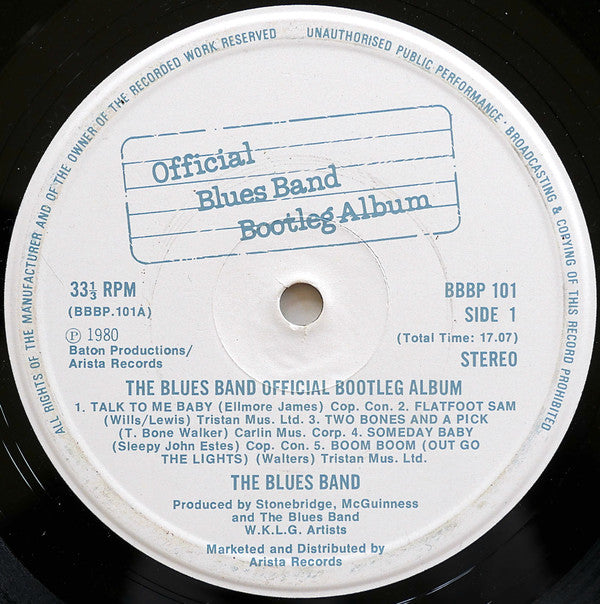 ALL RIGHTS OF THE MANUFACTURER AND OF THE OWNER OF THE RECORDED WORK RESERVED UNAUTHORISED PUBLIC PERFORMANCE · BROADCASTING & COPYING OF THIS RECORD PROHIBITED
Official
Blues Band
Bootleg Album
33⅓ RPM
(BBBP.101A)
℗ 1980
Baton Productions/
Arista Records
BBBP 101
SIDE 1
(Total Time: 17.07)
STEREO
THE BLUES BAND OFFICIAL BOOTLEG ALBUM
1. TALK TO ME BABY (Ellmore James) Cop. Con. 2. FLATFOOT SAM
(Wills/Lewis) Tristan Mus. Ltd. 3. TWO BONES AND A PICK
(T. Bone Walker) Carlin Mus. Corp. 4. SOMEDAY BABY
(Sleepy John Estes) Cop. Con. 5. BOOM BOOM (OUT GO
THE LIGHTS) (Walters) Tristan Mus. Ltd.
THE BLUES BAND
Produced by Stonebridge, McGuinness
and The Blues Band
W.K.L.G. Artists
Marketed and Distributed by
Arista Records